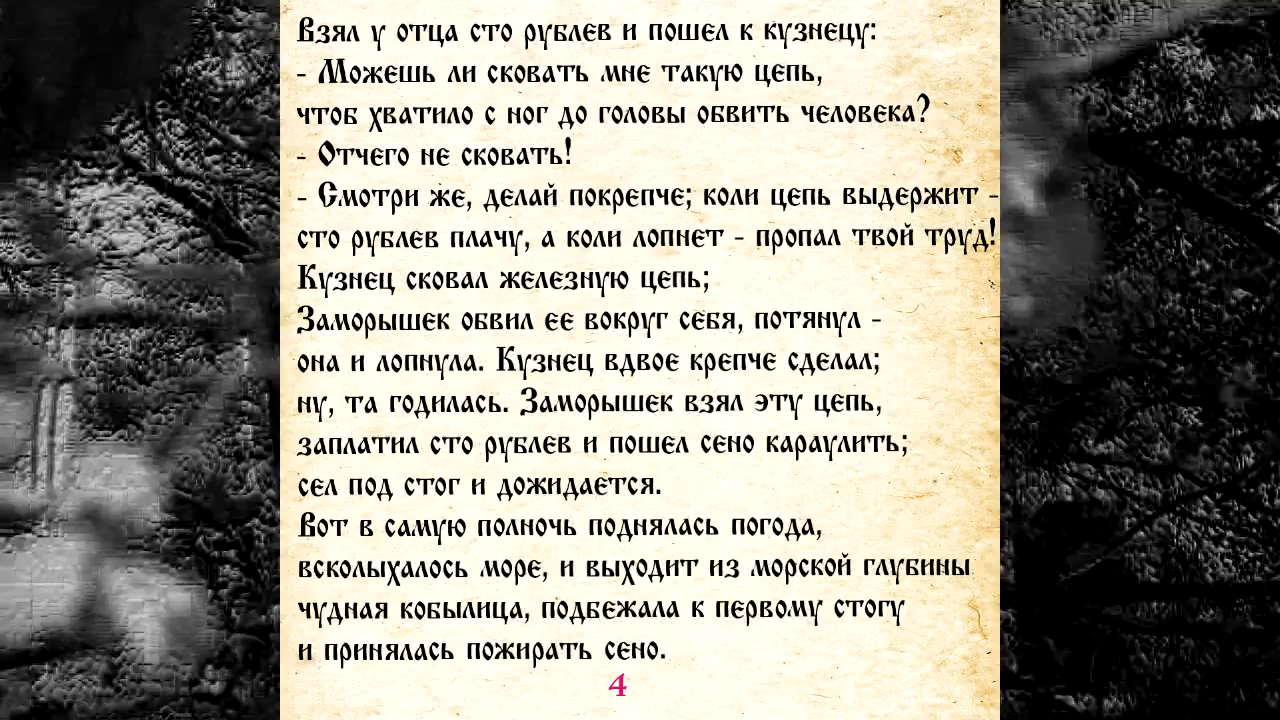 Взял у отца сто рублев и пошел к кузнецу:
- Можешь ли сковать мне такую цепь,
чтоб хватило с ног до головы обвить человека?
- Отчего не сковать!
- Смотри же, делай покрепче; коли цепь выдержит -
сто рублев плачу, а коли лопнет - пропал твой труд!
Кузнец сковал железную цепь;
Заморышек обвил ее вокруг себя, потянул -
она и лопнула. Кузнец вдвое крепче сделал;
ну, та годилась. Заморышек взял эту цепь,
заплатил сто рублев и пошел сено караулить;
сел под стог и дожидается.
Вот в самую полночь поднялась погода,
всколыхалось море, и выходит из морской глубины
чудная кобылица, подбежала к первому стогу
и принялась пожирать сено.
4